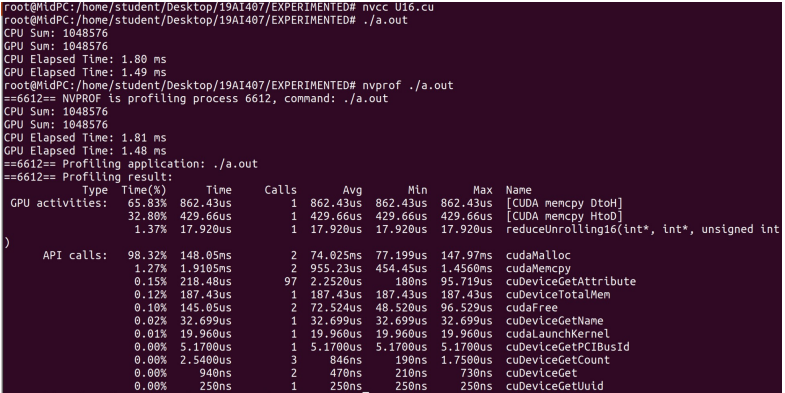 root@MidPC:/home/student/Desktop/19AI407/EXPERIMENTED# nvcc U16.cu
root@MidPC:/home/student/Desktop/19AI407/EXPERIMENTED# ./a.out
CPU Sum: 1048576
GPU Sum: 1048576
CPU Elapsed Time: 1.80 ms
GPU Elapsed Time: 1.49 ms
root@MidPC:/home/student/Desktop/19AI407/EXPERIMENTED# nvprof ./a.out
==6612== NVPROF is profiling process 6612, command: ./a.out
CPU Sum: 1048576
GPU Sum: 1048576
CPU Elapsed Time: 1.81 ms
GPU Elapsed Time: 1.48 ms
==6612== Profiling application: ./a.out
==6612== Profiling result:
Type Time(%) Time Calls Avg Min Max Name
GPU activities: 65.83% 862.43us 1 862.43us 862.43us 862.43us [CUDA memcpy DtoH]
32.80% 429.66us 1 429.66us 429.66us 429.66us [CUDA memcpy HtoD]
1.37% 17.920us 1 17.920us 17.920us 17.920us reduceUnrolling16(int*, int*, unsigned int
)
API calls: 98.32% 148.05ms 2 74.025ms 77.199us 147.97ms cudaMalloc
1.27% 1.9105ms 2 955.23us 454.45us 1.4560ms cudaMemcpy
0.15% 218.48us 97 2.2520us 180ns 95.719us cuDeviceGetAttribute
0.12% 187.43us 1 187.43us 187.43us 187.43us cuDeviceTotalMem
0.10% 145.05us 2 72.524us 48.520us 96.529us cudaFree
0.02% 32.699us 1 32.699us 32.699us 32.699us cuDeviceGetName
0.01% 19.960us 1 19.960us 19.960us 19.960us cudaLaunchKernel
0.00% 5.1700us 1 5.1700us 5.1700us 5.1700us cuDeviceGetPCIBusId
0.00% 2.5400us 3 846ns 190ns 1.7500us cuDeviceGetCount
0.00% 940ns 2 470ns 210ns 730ns cuDeviceGet
0.00% 250ns 1 250ns 250ns 250ns cuDeviceGetUuid